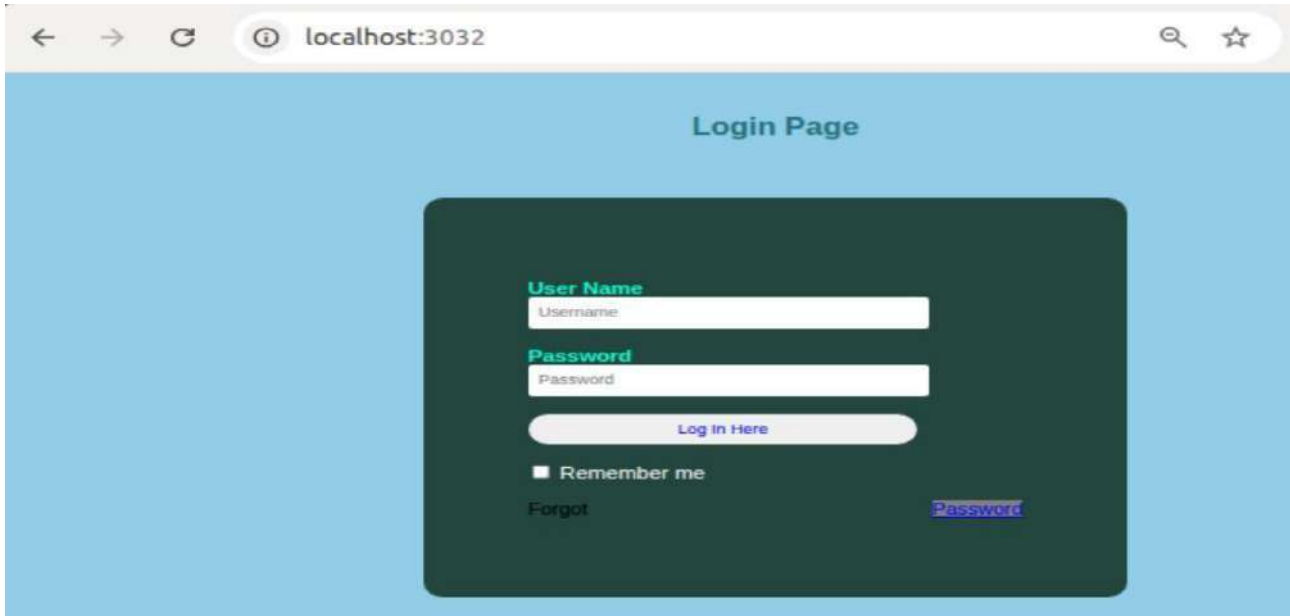 localhost:3032
Login Page
User Name
Username
Password
Password
Log In Here
Remember me
Forgot Password